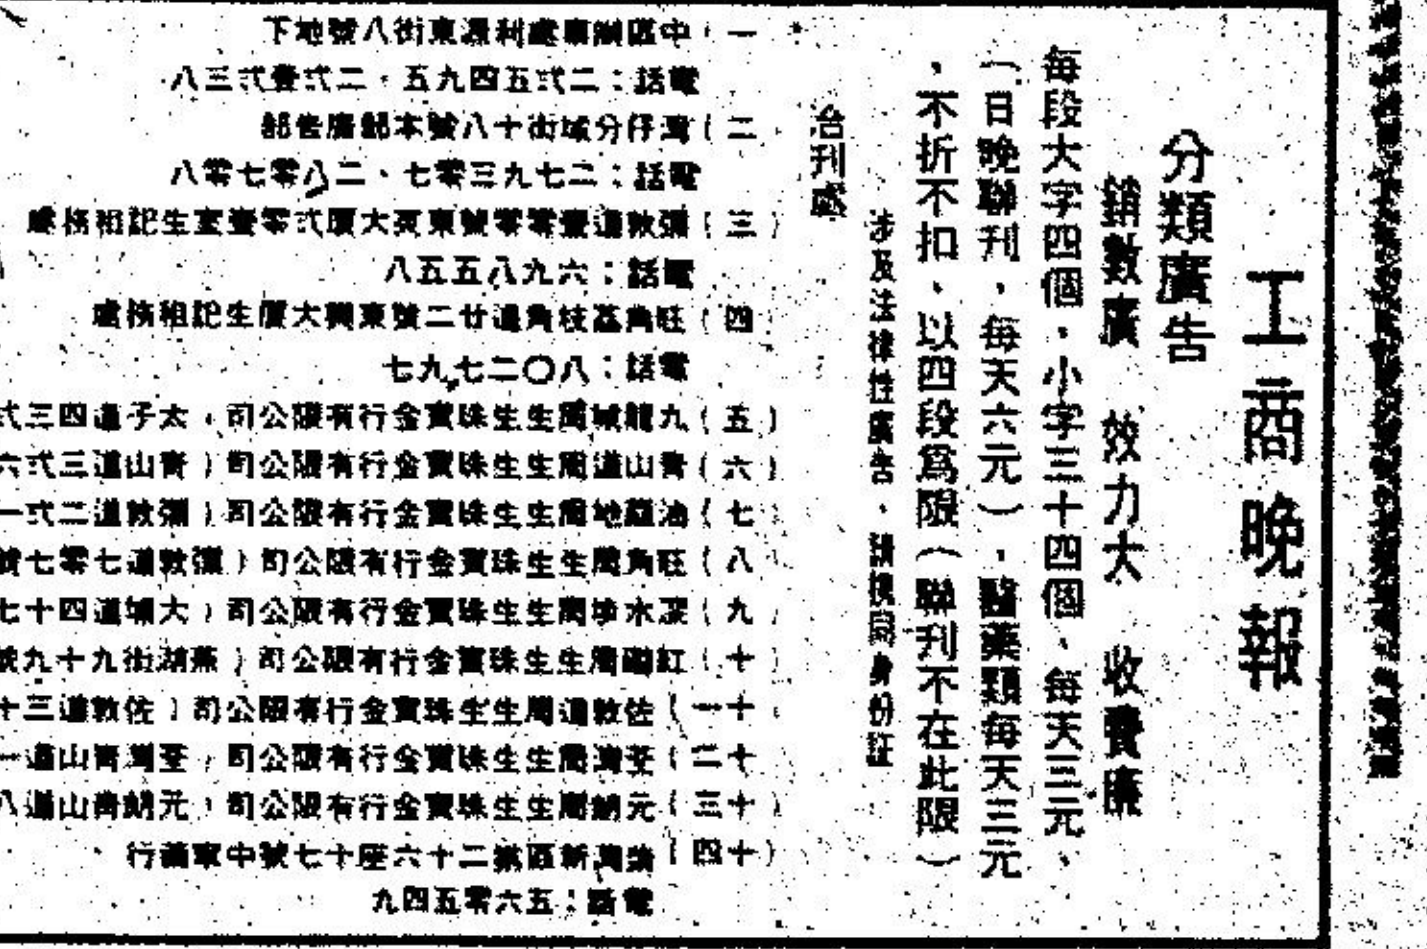 工商晚報
分類廣告
銷數廣 效力大 收費廉
每段大字四個,小字三十四個、每天三元、
(日晚聯刋,每天六元),醫藥類每天三元
,不折不扣、以四段爲限(聯刋不在此限)
涉及法律性廣告、請携同身份証
洽刋處
一,中區辦事處利源東街八號地下
電話:二弍五四九五、二弍壹弍三八
二(灣仔分域街十八號本部廣告部
電話:二七九三零七、二八零七零八
(三)彌敦道壹零零號東英大廈弍零壹室生記租務處
電話:六九八五五八
四(旺角荔枝角道廿二號東興大廈生記租務處
電話:八〇二七九七
(五)九龍城周生生珠寶金行有限公司,太子道四三弍
(六)青山道周生生珠寶金行有限公司(青山道三弍六
七)油蔴地周生生珠寶金行有限公司(彌敦道二弍一
八)旺角周生生珠寶金行有限公司(彌敦道七零七號
九)深水埗周生生珠寶金行有限公司(大埔道四十七
十)紅磡周生生珠寶金行有限公司(蕪湖街九十九號
十一)佐敦道周生生珠寶金行有限公司(佐敦道三十
十二)荃灣周生生珠寶金行有限公司,荃灣青山道一
十三)元朗周生生珠寶金行有限公司,元朗靑山道八
(十四)新區第二十六座十七號中軍行
電話:五六零五四九